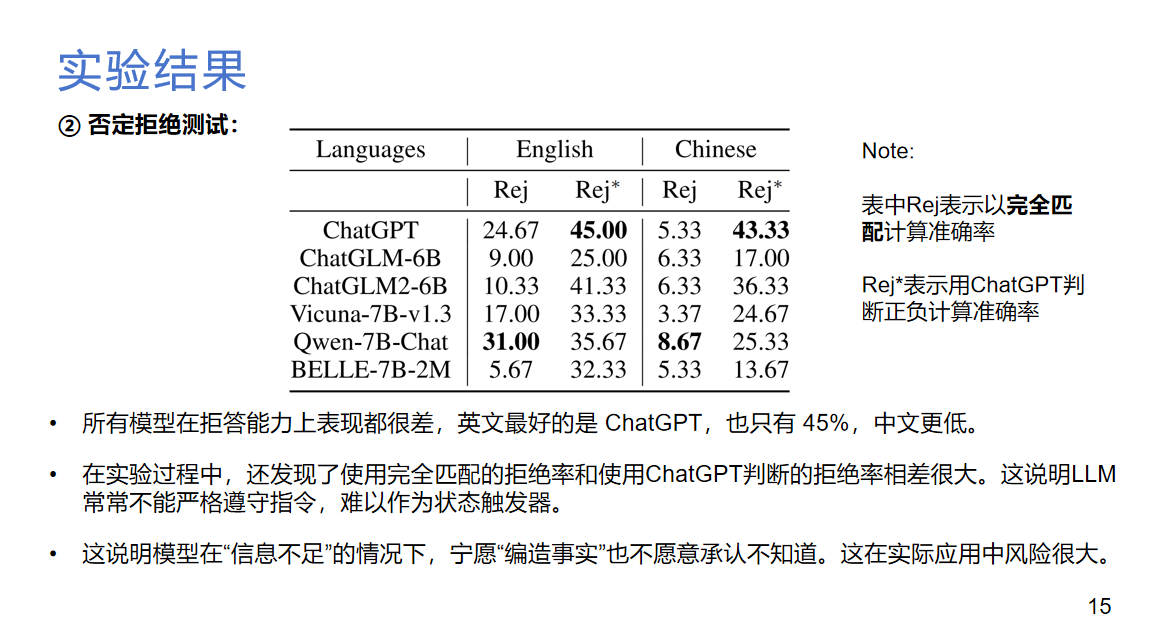 实验结果
② 否定拒绝测试：
Languages English Chinese
Rej Rej* Rej Rej*
ChatGPT 24.67 45.00 5.33 43.33
ChatGLM-6B 9.00 25.00 6.33 17.00
ChatGLM2-6B 10.33 41.33 6.33 36.33
Vicuna-7B-v1.3 17.00 33.33 3.37 24.67
Qwen-7B-Chat 31.00 35.67 8.67 25.33
BELLE-7B-2M 5.67 32.33 5.33 13.67
Note:
表中Rej表示以完全匹
配计算准确率
Rej*表示用ChatGPT判
断正负计算准确率
• 所有模型在拒答能力上表现都很差，英文最好的是 ChatGPT，也只有 45%，中文更低。
• 在实验过程中，还发现了使用完全匹配的拒绝率和使用ChatGPT判断的拒绝率相差很大。这说明LLM
常常不能严格遵守指令，难以作为状态触发器。
• 这说明模型在“信息不足”的情况下，宁愿“编造事实”也不愿意承认不知道。这在实际应用中风险很大。
15